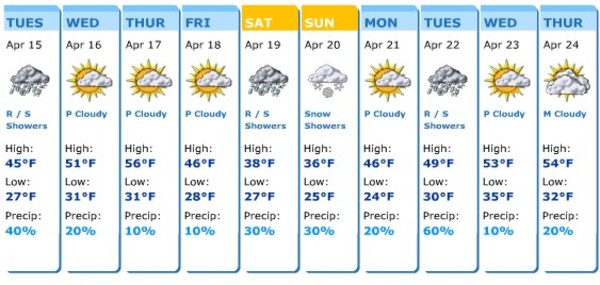 TUES WED THUR FRI SAT SUN MON TUES WED THUR
Apr 15 Apr 16 Apr 17 Apr 18 Apr 19 Apr 20 Apr 21 Apr 22 Apr 23 Apr 24
R / S P Cloudy P Cloudy P Cloudy R / S Snow P Cloudy R / S P Cloudy M Cloudy
Showers Showers Showers Showers
High: High: High: High: High: High: High: High: High: High:
45°F 51°F 56°F 46°F 38°F 36°F 46°F 49°F 53°F 54°F
Low: Low: Low: Low: Low: Low: Low: Low: Low: Low:
27°F 31°F 31°F 28°F 27°F 25°F 24°F 30°F 35°F 32°F
Precip: Precip: Precip: Precip: Precip: Precip: Precip: Precip: Precip: Precip:
40% 20% 10% 10% 30% 30% 20% 60% 10% 20%